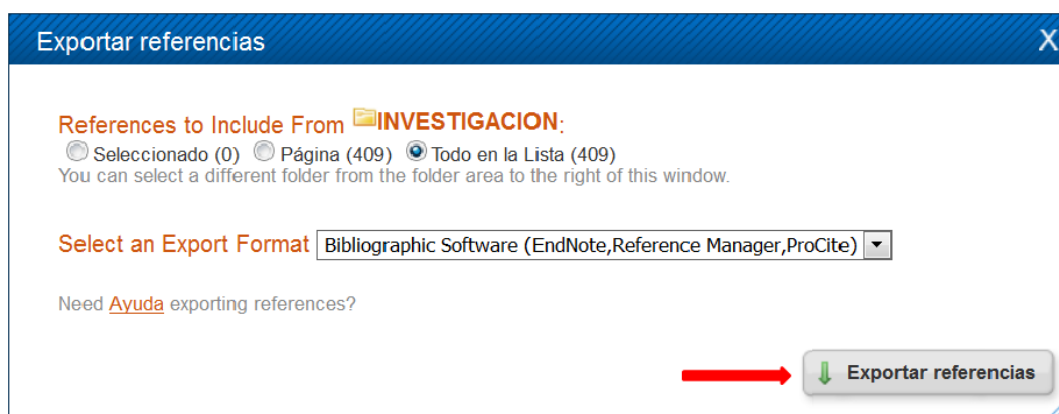 Exportar referencias X
References to Include From INVESTIGACION:
Seleccionado (0) Página (409) Todo en la Lista (409)
You can select a different folder from the folder area to the right of this window.
Select an Export Format Bibliographic Software (EndNote,Reference Manager,ProCite)
Need Ayuda exporting references?
Exportar referencias